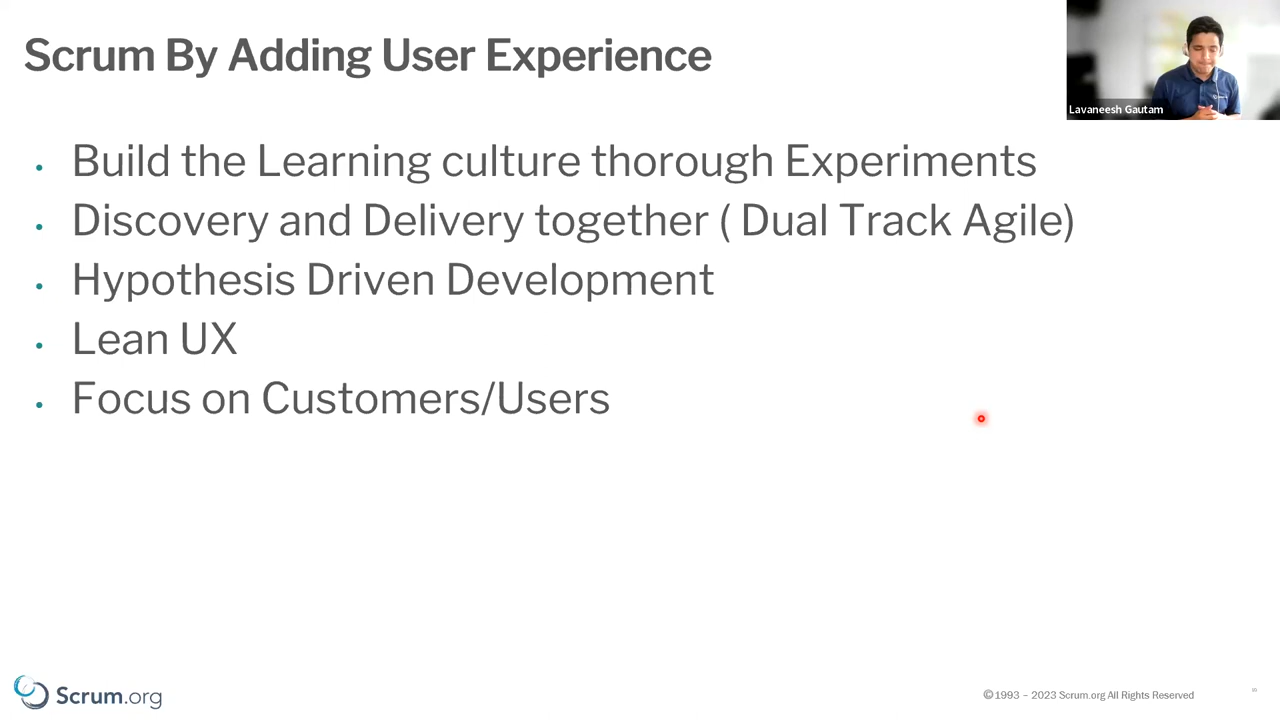 Scrum By Adding User Experience
Lavaneesh Gautam
• Build the Learning culture thorough Experiments
• Discovery and Delivery together ( Dual Track Agile)
• Hypothesis Driven Development
• Lean UX
• Focus on Customers/Users
Scrum.org
©1993 – 2023 Scrum.org All Rights Reserved